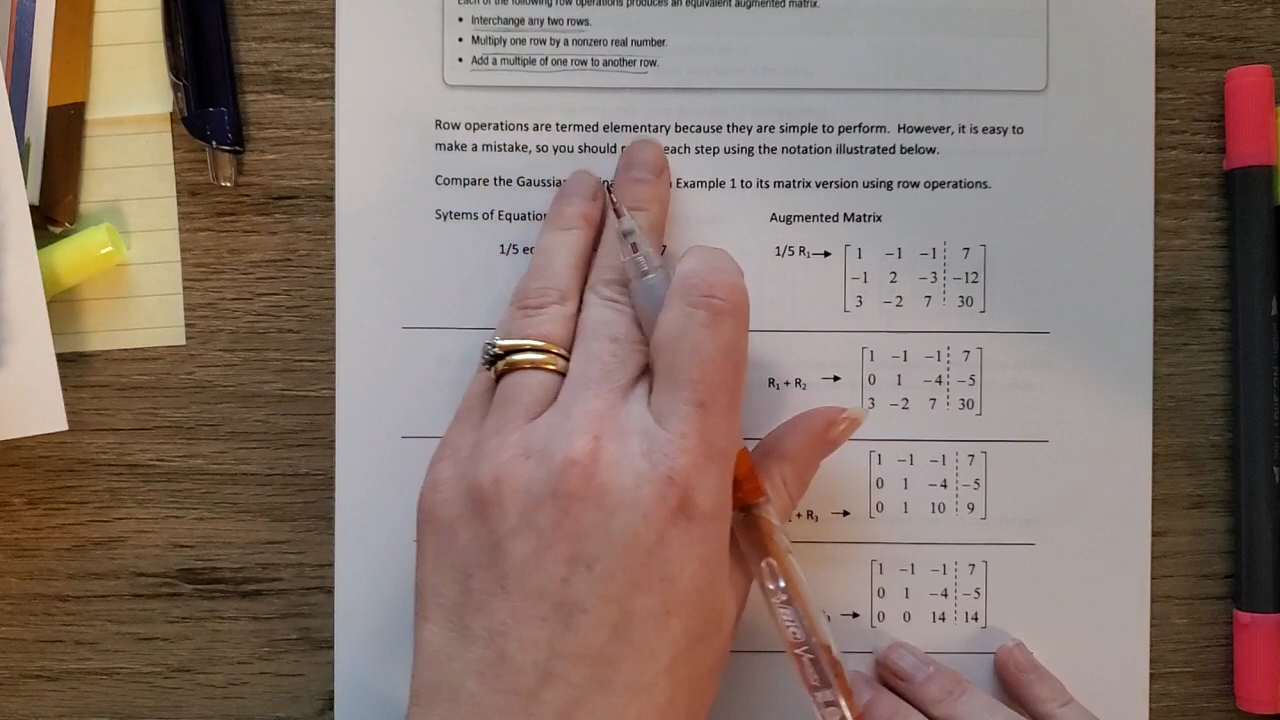 Each of the following row operations produces an equivalent augmented matrix.
• Interchange any two rows.
• Multiply one row by a nonzero real number.
• Add a multiple of one row to another row.
Row operations are termed elementary because they are simple to perform. However, it is easy to
make a mistake, so you should each step using the notation illustrated below.
Compare the Example 1 to its matrix version using row operations.
Sytems of Augmented Matrix
1/5 7 1/5 R₁→ 1 −1 −1 7
−1 2 −3 −12
3 −2 7 30
1 −1 −1 7
R₁ + R₂ → 0 1 −4 −5
3 −2 7 30
1 −1 −1 7
0 1 −4 −5
+ R₃ → 0 1 10 9
1 −1 −1 7
0 1 −4 −5
→ 0 0 14 14
BIC